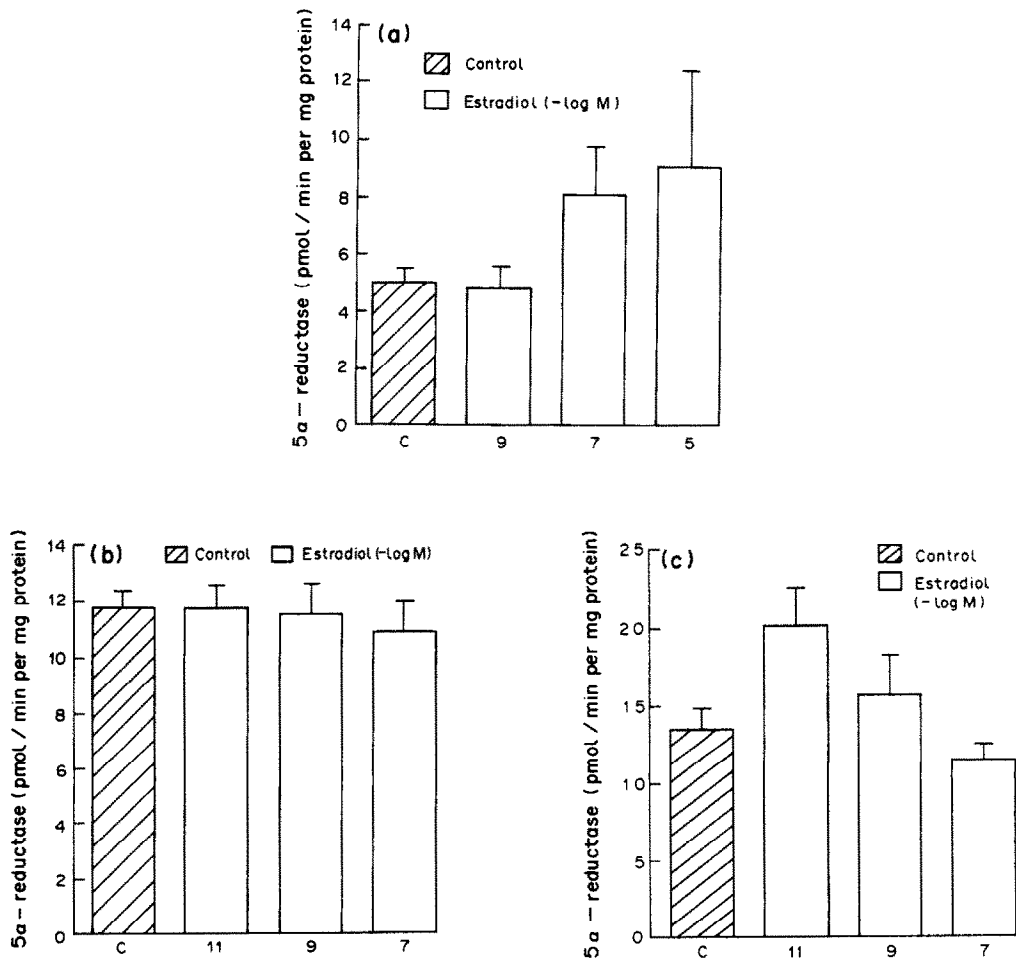 (a)
14
12
10
8
6
4
2
0
5α – reductase (pmol / min per mg protein)
Control
Estradiol (-log M)
C 9 7 5
(b)
14
12
10
8
6
4
2
0
5α – reductase (pmol / min per mg protein)
Control Estradiol (-log M)
C 11 9 7
(c)
25
20
15
10
5
0
5α – reductase (pmol / min per mg protein)
Control
Estradiol
(-log M)
C 11 9 7